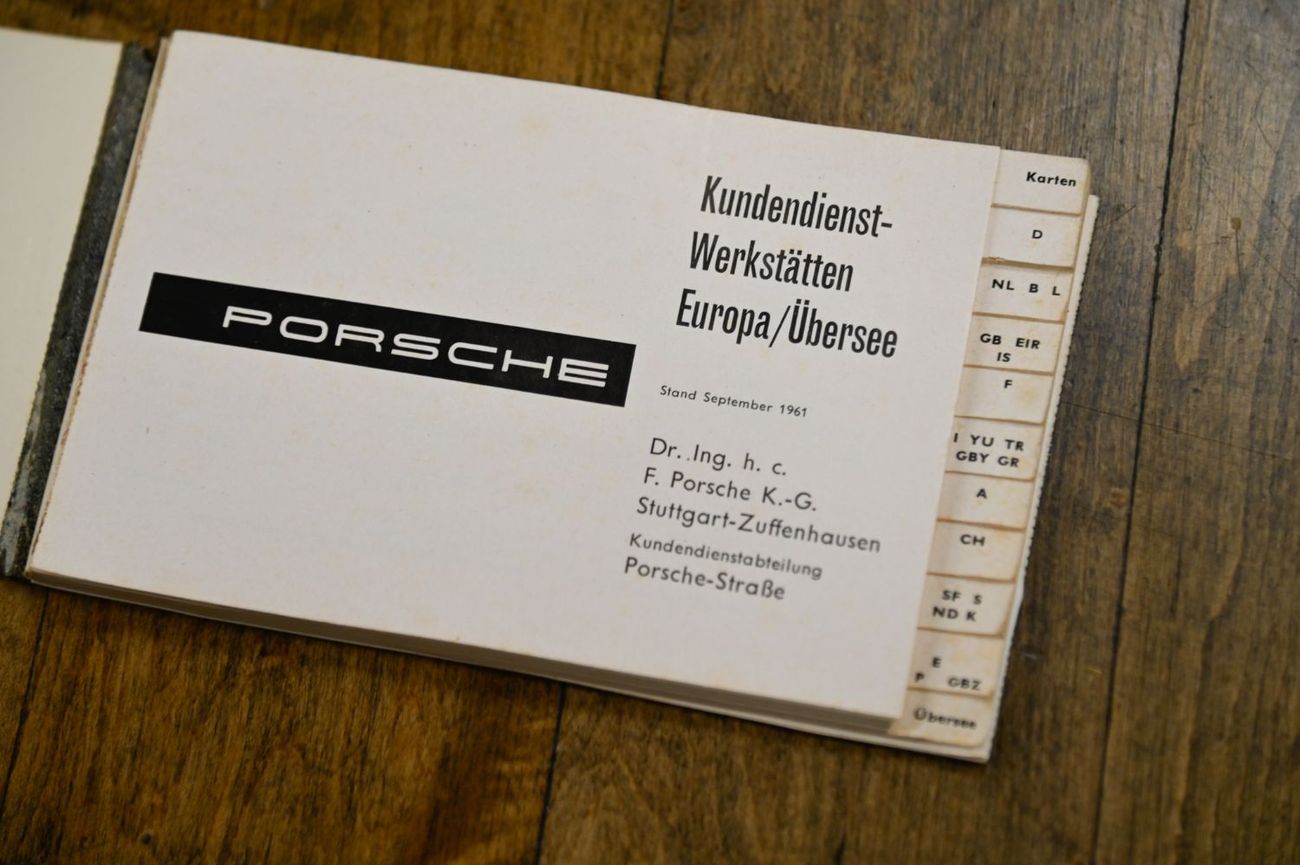 PORSCHE
Kundendienst-
Werkstätten
Europa/Übersee
Stand September 1961
Dr. Ing. h. c.
F. Porsche K.-G.
Stuttgart-Zuffenhausen
Kundendienstabteilung
Porsche-Straße
Karten
D
NL B L
GB EIR
IS
F
I YU TR
GBY GR
A
CH
SF S
ND K
E
P GBZ
Übersee